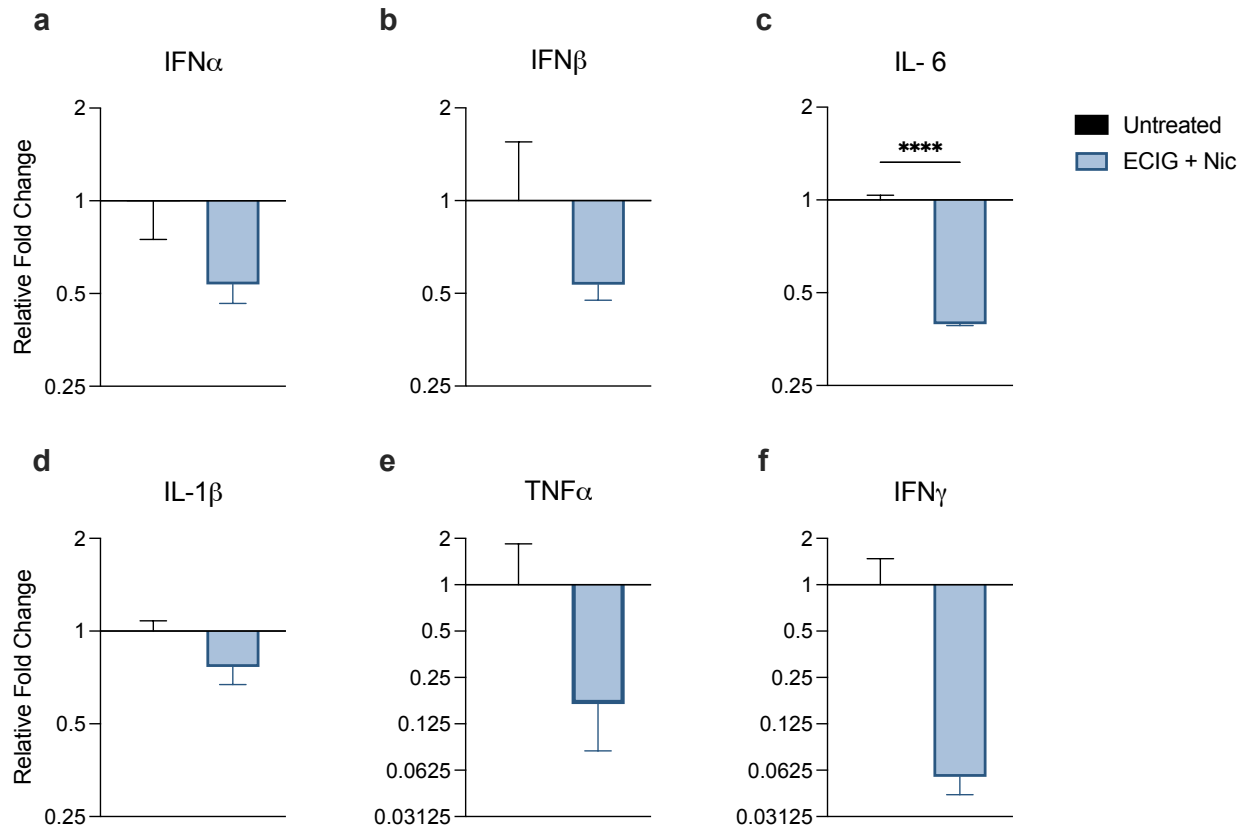 a
IFNα
2
1
0.5
0.25
Relative Fold Change
b
IFNβ
2
1
0.5
0.25
c
IL- 6
2
1
0.5
0.25
****
Untreated
ECIG + Nic
d
IL-1β
2
1
0.5
0.25
Relative Fold Change
e
TNFα
2
1
0.5
0.25
0.125
0.0625
0.03125
f
IFNγ
2
1
0.5
0.25
0.125
0.0625
0.03125